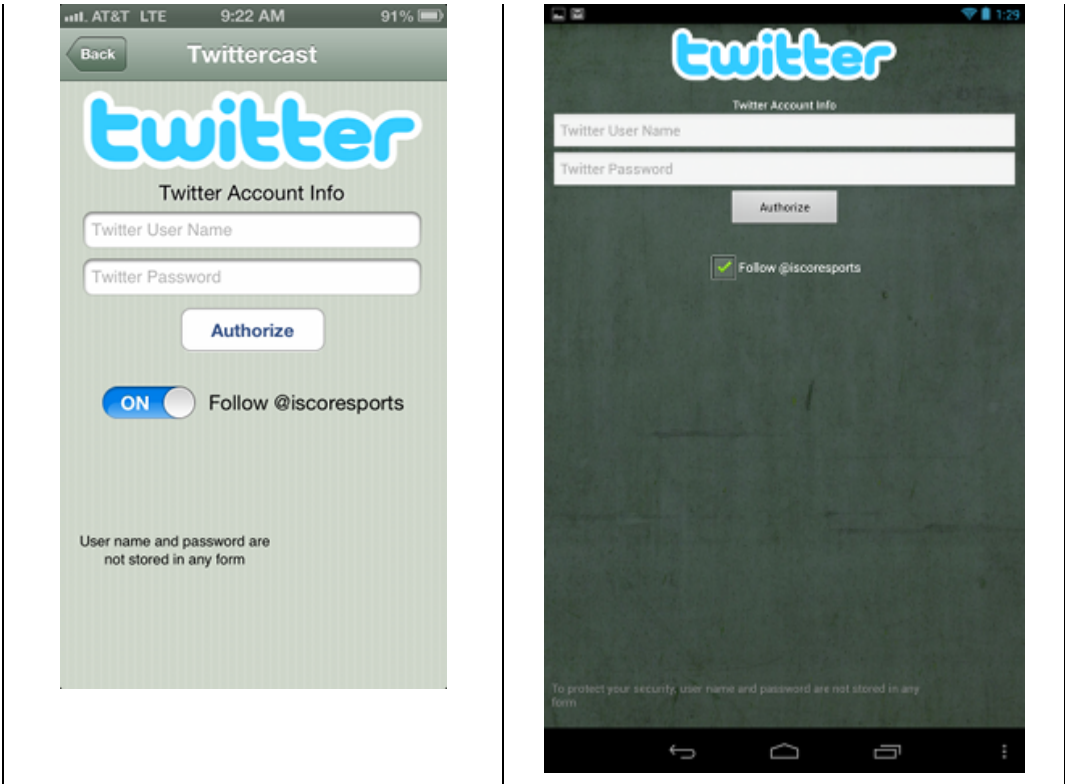 AT&T LTE 9:22 AM 91%
Back Twittercast
twitter
Twitter Account Info
Twitter User Name
Twitter Password
Authorize
ON Follow @iscoresports
User name and password are
not stored in any form
1:29
twitter
Twitter Account Info
Twitter User Name
Twitter Password
Authorize
Follow @iscoresports
To protect your security, user name and password are not stored in any
form